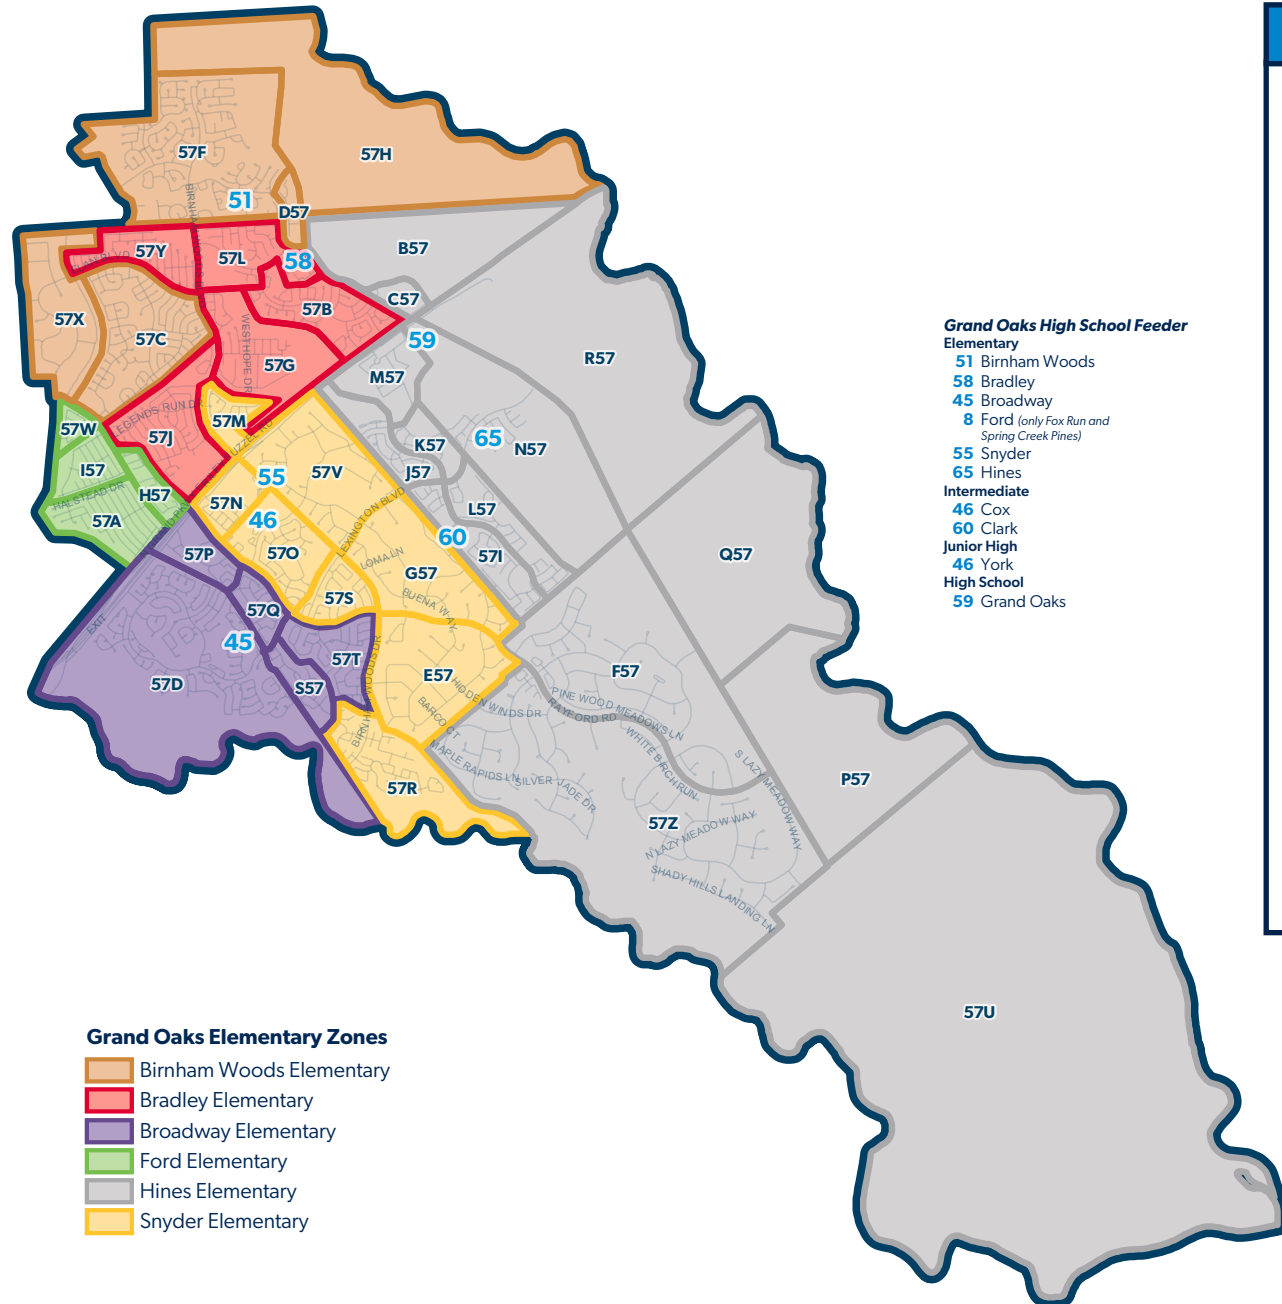 57F
57H
BIRNHAM WOODS DR
51
D57
57Y
57L
58
B57
57X
57C
57B
C57
WESTHOPE DR
59
57G
M57
R57
LEGENDS RUN DR
57M
57W
57J
K57
65
N57
I57
55
57V
J57
HALSTEAD DR
H57
57N
LEXINGTON BLVD
L57
57A
46
60
57P
57O
LOMA LN
57I
Q57
G57
57S
BUENA WAY
57Q
EXIT
45
57T
E57
F57
57D
S57
HIDDEN WINDS DR
PINE WOOD MEADOWS LN
RAYFORD RD
BARCO CT
WHITE BIRCH RUN
MAPLE RAPIDS LN
SILVER JADE DR
S LAZY MEADOW WAY
57R
P57
57Z
N LAZY MEADOW WAY
SHADY HILLS LANDING LN
57U
Grand Oaks High School Feeder
Elementary
51 Birnham Woods
58 Bradley
45 Broadway
8 Ford (only Fox Run and
Spring Creek Pines)
55 Snyder
65 Hines
Intermediate
46 Cox
60 Clark
Junior High
46 York
High School
59 Grand Oaks
Grand Oaks Elementary Zones
Birnham Woods Elementary
Bradley Elementary
Broadway Elementary
Ford Elementary
Hines Elementary
Snyder Elementary